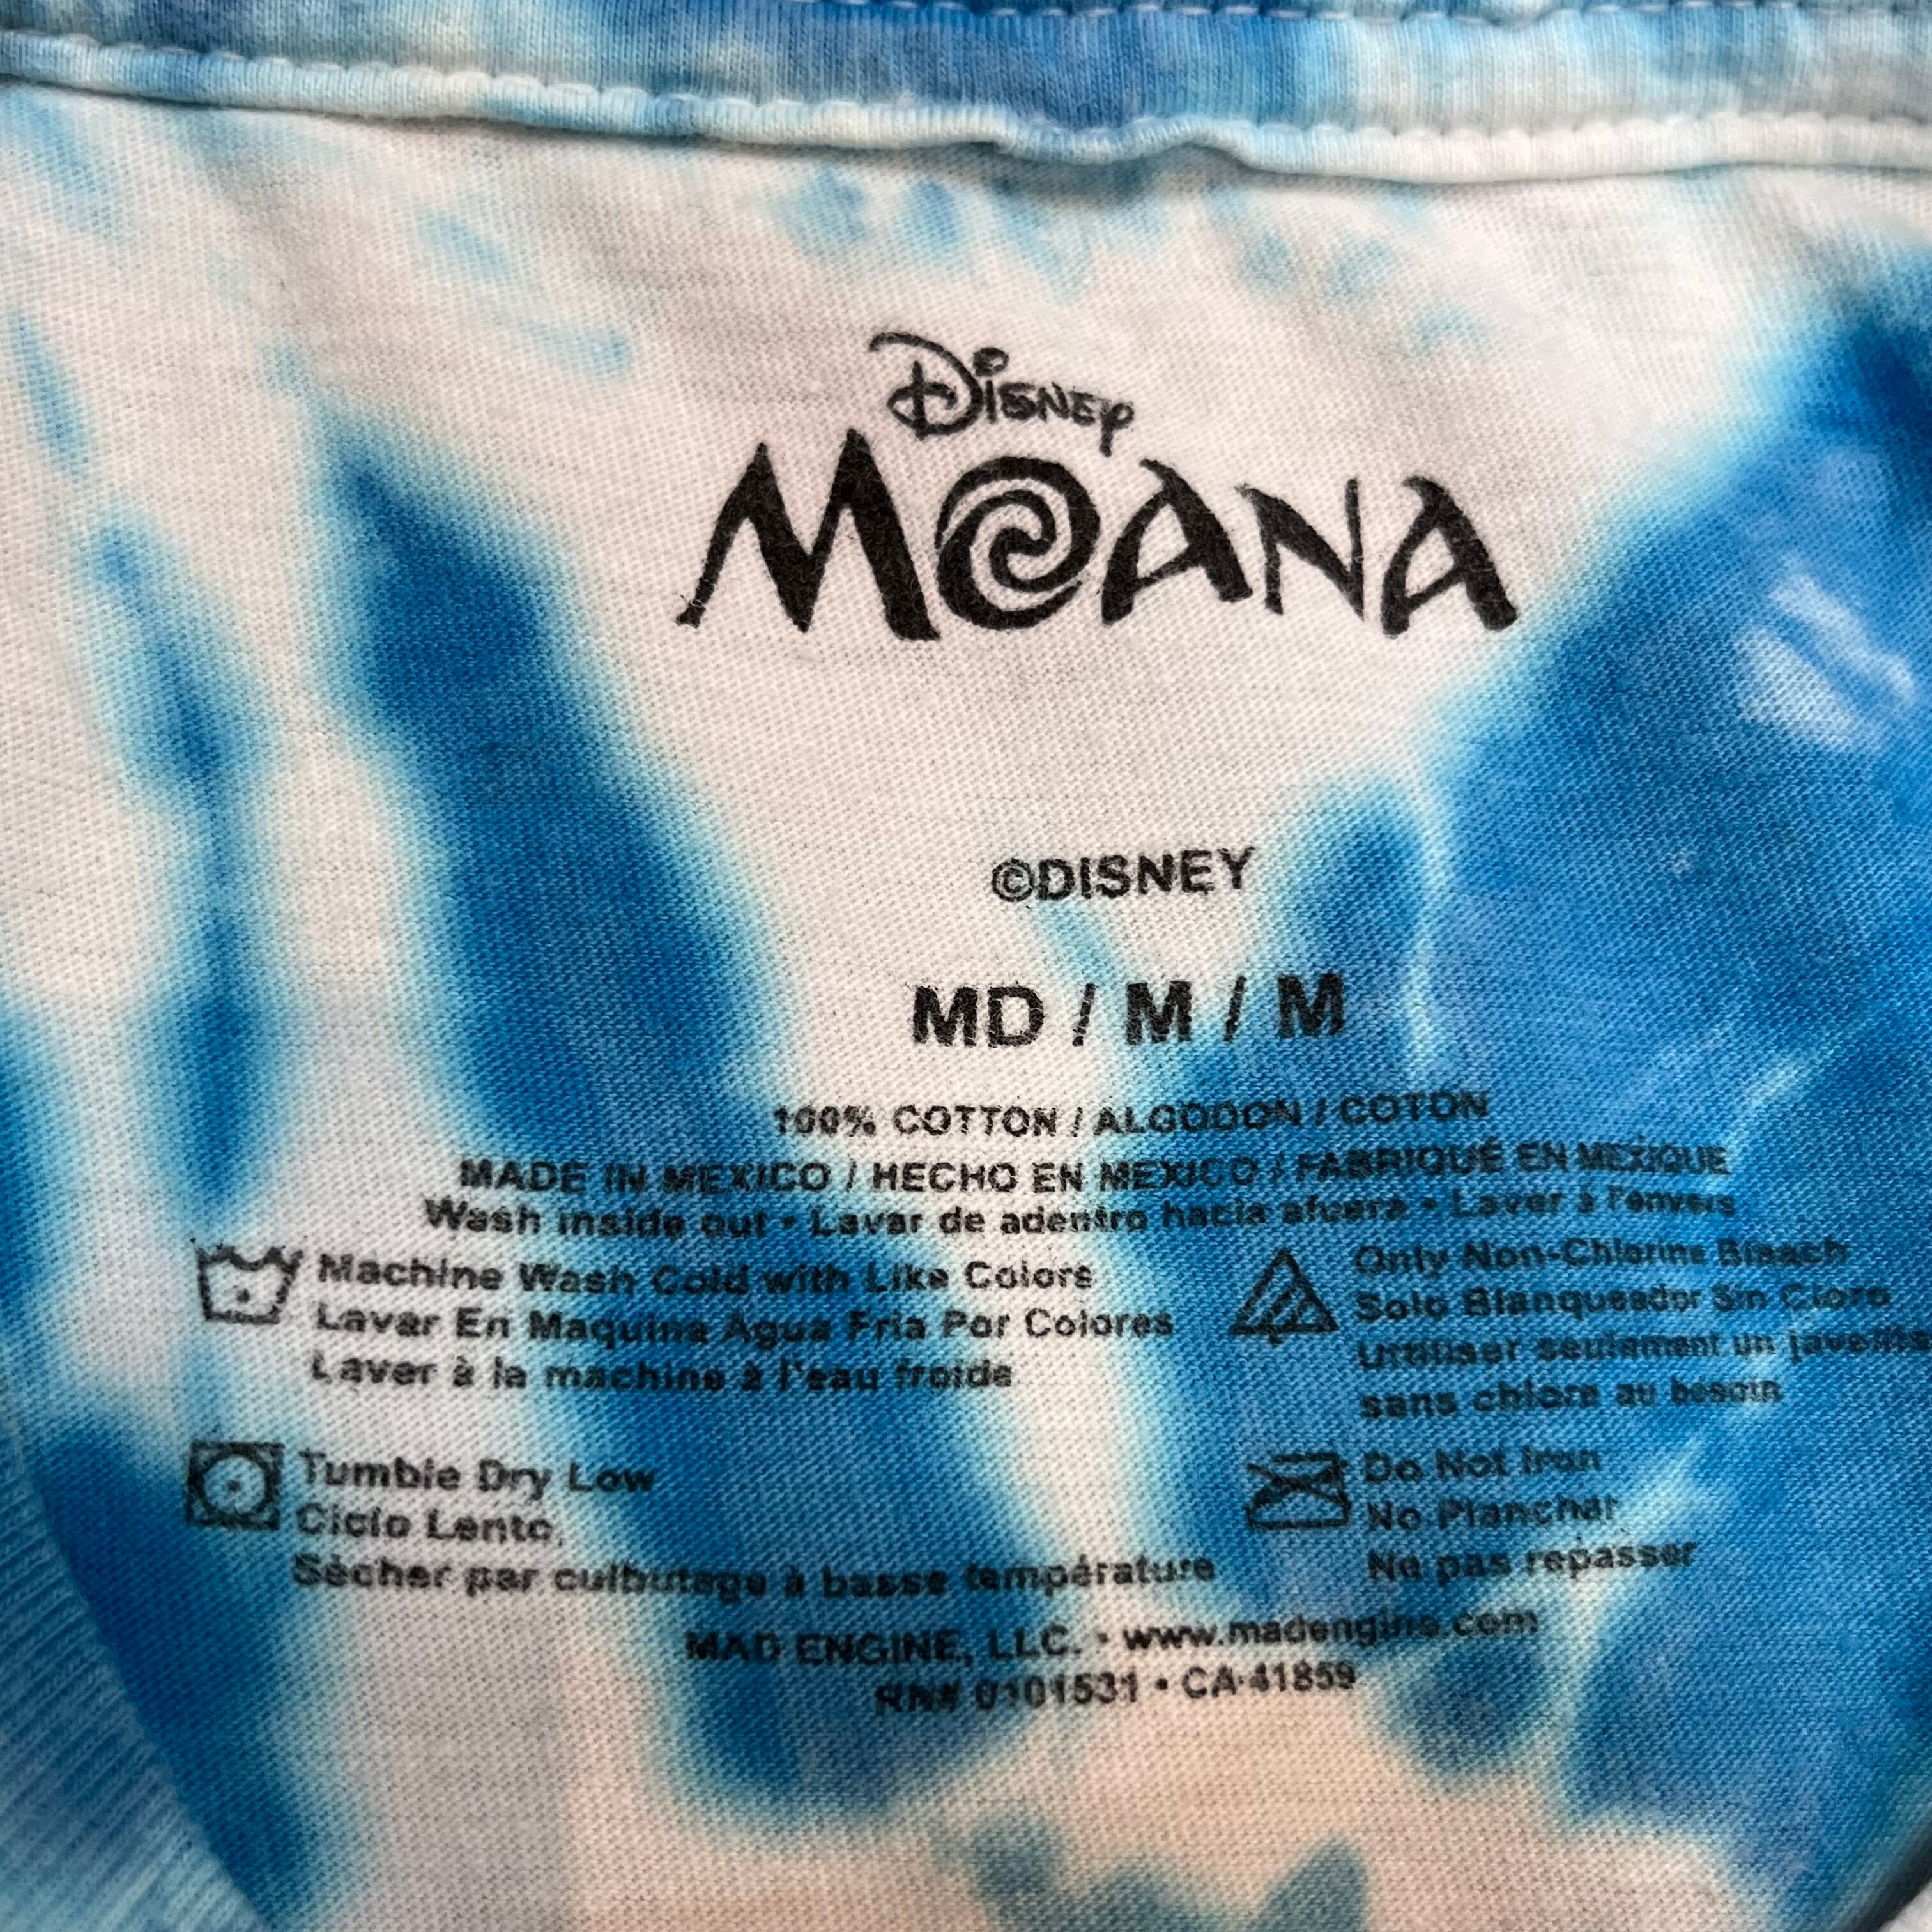 Disney
MOANA
©DISNEY
MD / M / M
100% COTTON / ALGODON / COTON
MADE IN MEXICO / HECHO EN MEXICO / FABRIQUÉ EN MEXIQUE
Wash inside out • Lavar de adentro hacia afuera • Laver à l'envers
Machine Wash Cold with Like Colors
Lavar En Maquina Agua Fria Por Colores
Laver à la machine à l'eau froide
Only Non-Chlorine Bleach
Solo Blanqueador Sin Cloro
Utiliser seulement un
sans chlore au besoin
Tumble Dry Low
Ciclo Lento,
Sécher par culbutage à basse température
Do Not Iron
No Planchar
Ne pas repasser
MAD ENGINE, LLC. • www.madengine.com
RN# 0101531 • CA-41859